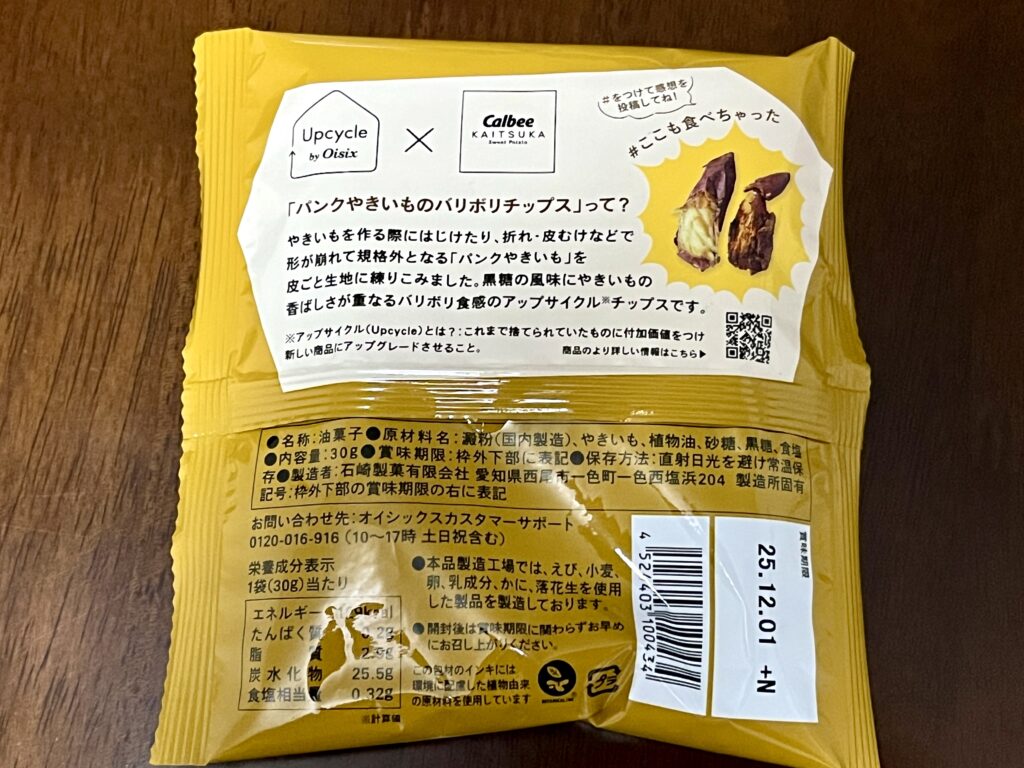 Upcycle
by Oisix
×
Calbee
KAITSUKA
Sweet Potato
#をつけて感想を
投稿してね!
#ここも食べちゃった
「パンクやきいものバリボリチップス」って?
やきいもを作る際にはじけたり、折れ・皮むけなどで
形が崩れて規格外となる「パンクやきいも」を
皮ごと生地に練りこみました。黒糖の風味にやきいもの
香ばしさが重なるバリボリ食感のアップサイクル※チップスです。
※アップサイクル(Upcycle)とは?:これまで捨てられていたものに付加価値をつけ
新しい商品にアップグレードさせること。
商品のより詳しい情報はこちら▶
●名称:油菓子●原材料名:澱粉(国内製造)、やきいも、植物油、砂糖、黒糖、食塩
●内容量:30g●賞味期限:枠外下部に表記●保存方法:直射日光を避け常温保
存●製造者:石崎製菓有限会社 愛知県西尾市一色町一色西塩浜204 製造所固有
記号:枠外下部の賞味期限の右に表記
お問い合わせ先:オイシックスカスタマーサポート
0120-016-916(10〜17時 土日祝含む)
栄養成分表示
1袋(30g)当たり
エネルギー
たんぱく質 0.2g
脂質
炭水化物 25.5g
食塩相当量 0.32g
※計算値
●本品製造工場では、えび、小麦、
卵、乳成分、かに、落花生を使用
した製品を製造しております。
●開封後は賞味期限に関わらずお早め
にお召し上がりください。
この包材のインキには
環境に配慮した植物由来
の原材料を使用しています
BOTANICAL INK
プラ
4 527403 100434
賞味期限
25.12.01 +N